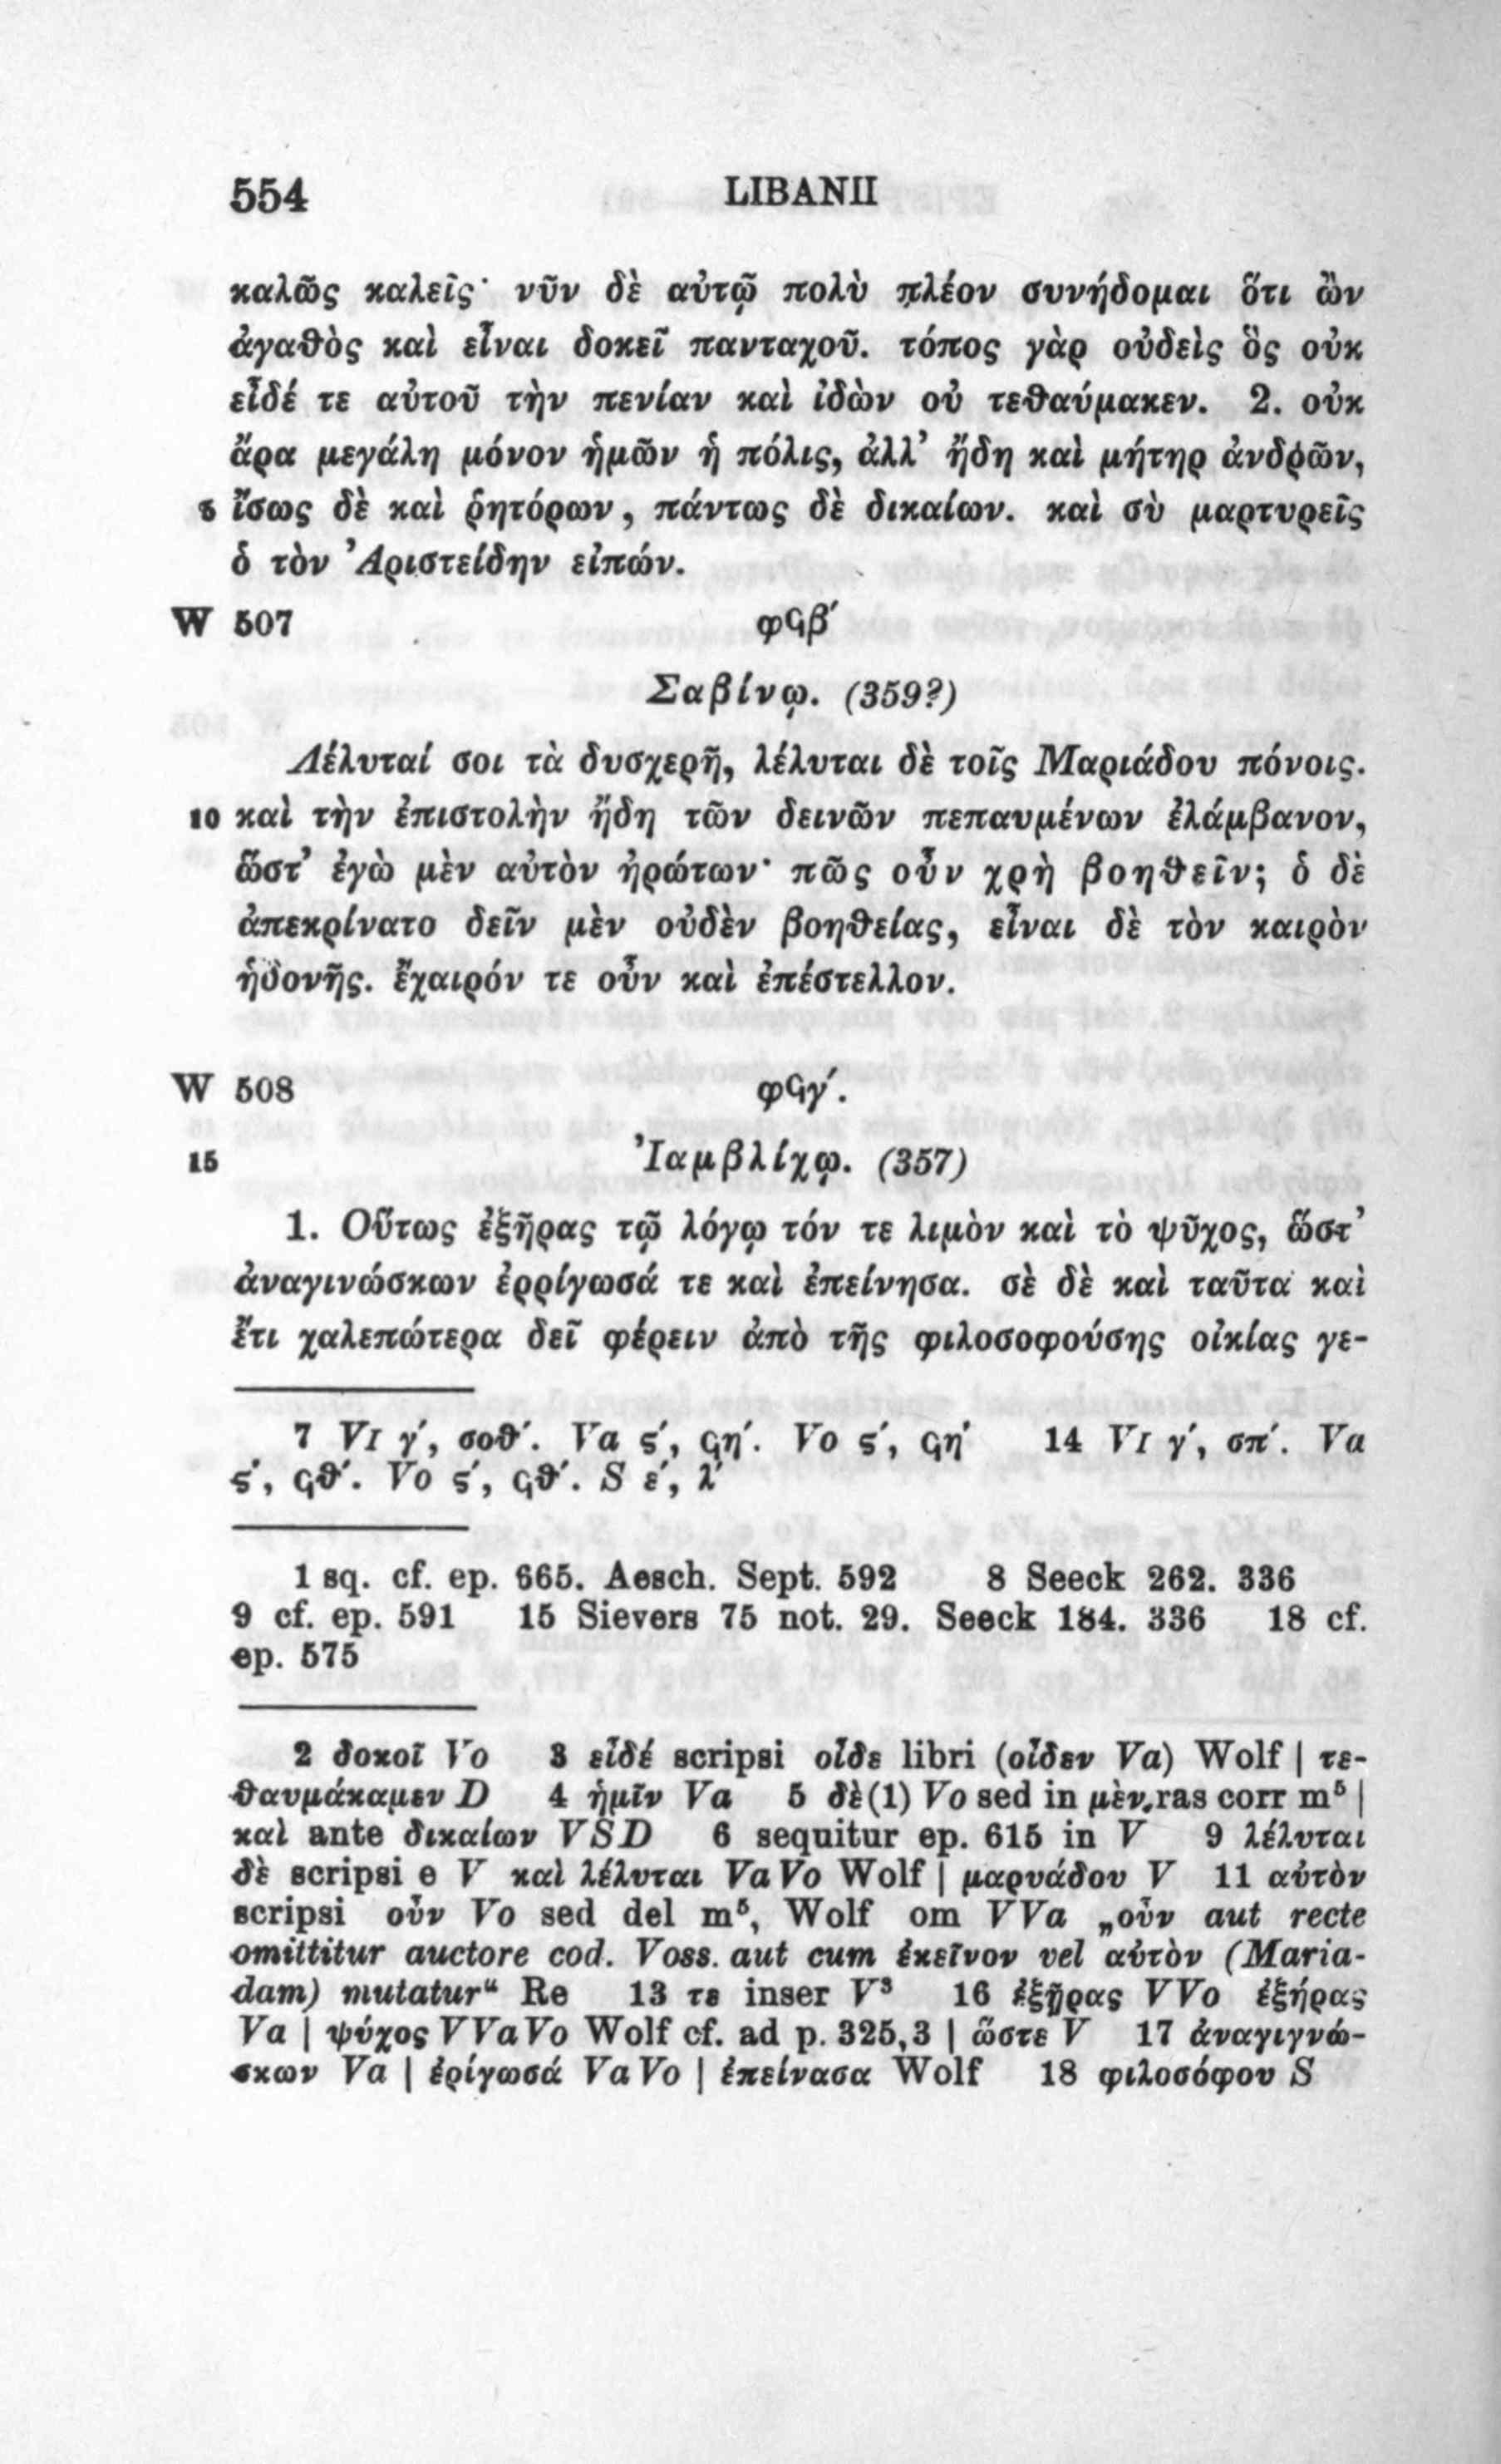 554 LIBANII
καλῶς καλεῖς· νῦν δὲ αὐτῷ πολὺ πλέον συνήδομαι ὅτι ὢν
ἀγαθὸς καὶ εἶναι δοκεῖ πανταχοῦ. τόπος γὰρ οὐδεὶς ὃς οὐκ
εἶδέ τε αὐτοῦ τὴν πενίαν καὶ ἰδὼν οὐ τεθαύμακεν. 2. οὐκ
ἄρα μεγάλη μόνον ἡμῶν ἡ πόλις, ἀλλ’ ἤδη καὶ μήτηρ ἀνδρῶν,
5 ἴσως δὲ καὶ ῥητόρων, πάντως δὲ δικαίων. καὶ σὺ μαρτυρεῖς
ὁ τὸν Ἀριστείδην εἰπών.
W 507 φϟβ′
Σαβίνῳ. (359?)
Λέλυταί σοι τὰ δυσχερῆ, λέλυται δὲ τοῖς Μαριάδου πόνοις.
10 καὶ τὴν ἐπιστολὴν ἤδη τῶν δεινῶν πεπαυμένων ἐλάμβανον,
ὥστ’ ἐγὼ μὲν αὐτὸν ἠρώτων· πῶς οὖν χρὴ βοηθεῖν; ὁ δὲ
ἀπεκρίνατο δεῖν μὲν οὐδὲν βοηθείας, εἶναι δὲ τὸν καιρὸν
ἡδονῆς. ἔχαιρόν τε οὖν καὶ ἐπέστελλον.
W 508 φϟγ′.
15 Ἰαμβλίχῳ. (357)
1. Οὕτως ἐξῆρας τῷ λόγῳ τόν τε λιμὸν καὶ τὸ ψῦχος, ὥστ’
ἀναγινώσκων ἐρρίγωσά τε καὶ ἐπείνησα. σὲ δὲ καὶ ταῦτα καὶ
ἔτι χαλεπώτερα δεῖ φέρειν ἀπὸ τῆς φιλοσοφούσης οἰκίας γε-
7 VI γ′, σοθ′. Va ϛ′, ϟη′. Vo ϛ′, ϟη′ 14 VI γ′, σπ′. Va
ϛ′, ϟθ′. Vo ϛ′, ϟθ′. S ε′, λ′
1 sq. cf. ep. 665. Aesch. Sept. 592 8 Seeck 262. 336
9 cf. ep. 591 15 Sievers 75 not. 29. Seeck 184. 336 18 cf.
ep. 575
2 δοκοῖ Vo 3 εἶδέ scripsi οἶδε libri (οἶδεν Va) Wolf | τε-
θαυμάκαμεν D 4 ἡμῖν Va 5 δὲ(1) Vo sed in μὲν ras corr m⁵ |
καὶ ante δικαίων VSD 6 sequitur ep. 615 in V 9 λέλυται
δὲ scripsi e V καὶ λέλυται Va Vo Wolf | μαρνάδου V 11 αὐτὸν
scripsi οὖν Vo sed del m⁵, Wolf om VVa „οὖν aut recte
omittitur auctore cod. Voss. aut cum ἐκεῖνον vel αὐτὸν (Maria-
dam) mutatur“ Re 13 τε inser V³ 16 ἐξῇρας VVo ἐξήρας
Va | ψύχος VVaVo Wolf cf. ad p. 325,3 | ὥστε V 17 ἀναγιγνώ-
σκων Va | ἐρίγωσά VaVo | ἐπείνασα Wolf 18 φιλοσόφου S